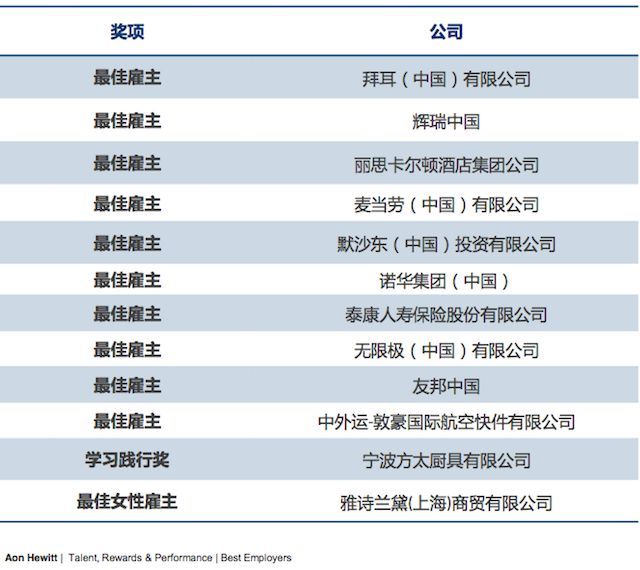 奖项 公司
最佳雇主 拜耳（中国）有限公司
最佳雇主 辉瑞中国
最佳雇主 丽思卡尔顿酒店集团公司
最佳雇主 麦当劳（中国）有限公司
最佳雇主 默沙东（中国）投资有限公司
最佳雇主 诺华集团（中国）
最佳雇主 泰康人寿保险股份有限公司
最佳雇主 无限极（中国）有限公司
最佳雇主 友邦中国
最佳雇主 中外运-敦豪国际航空快件有限公司
学习践行奖 宁波方太厨具有限公司
最佳女性雇主 雅诗兰黛(上海)商贸有限公司
Aon Hewitt | Talent, Rewards & Performance | Best Employers